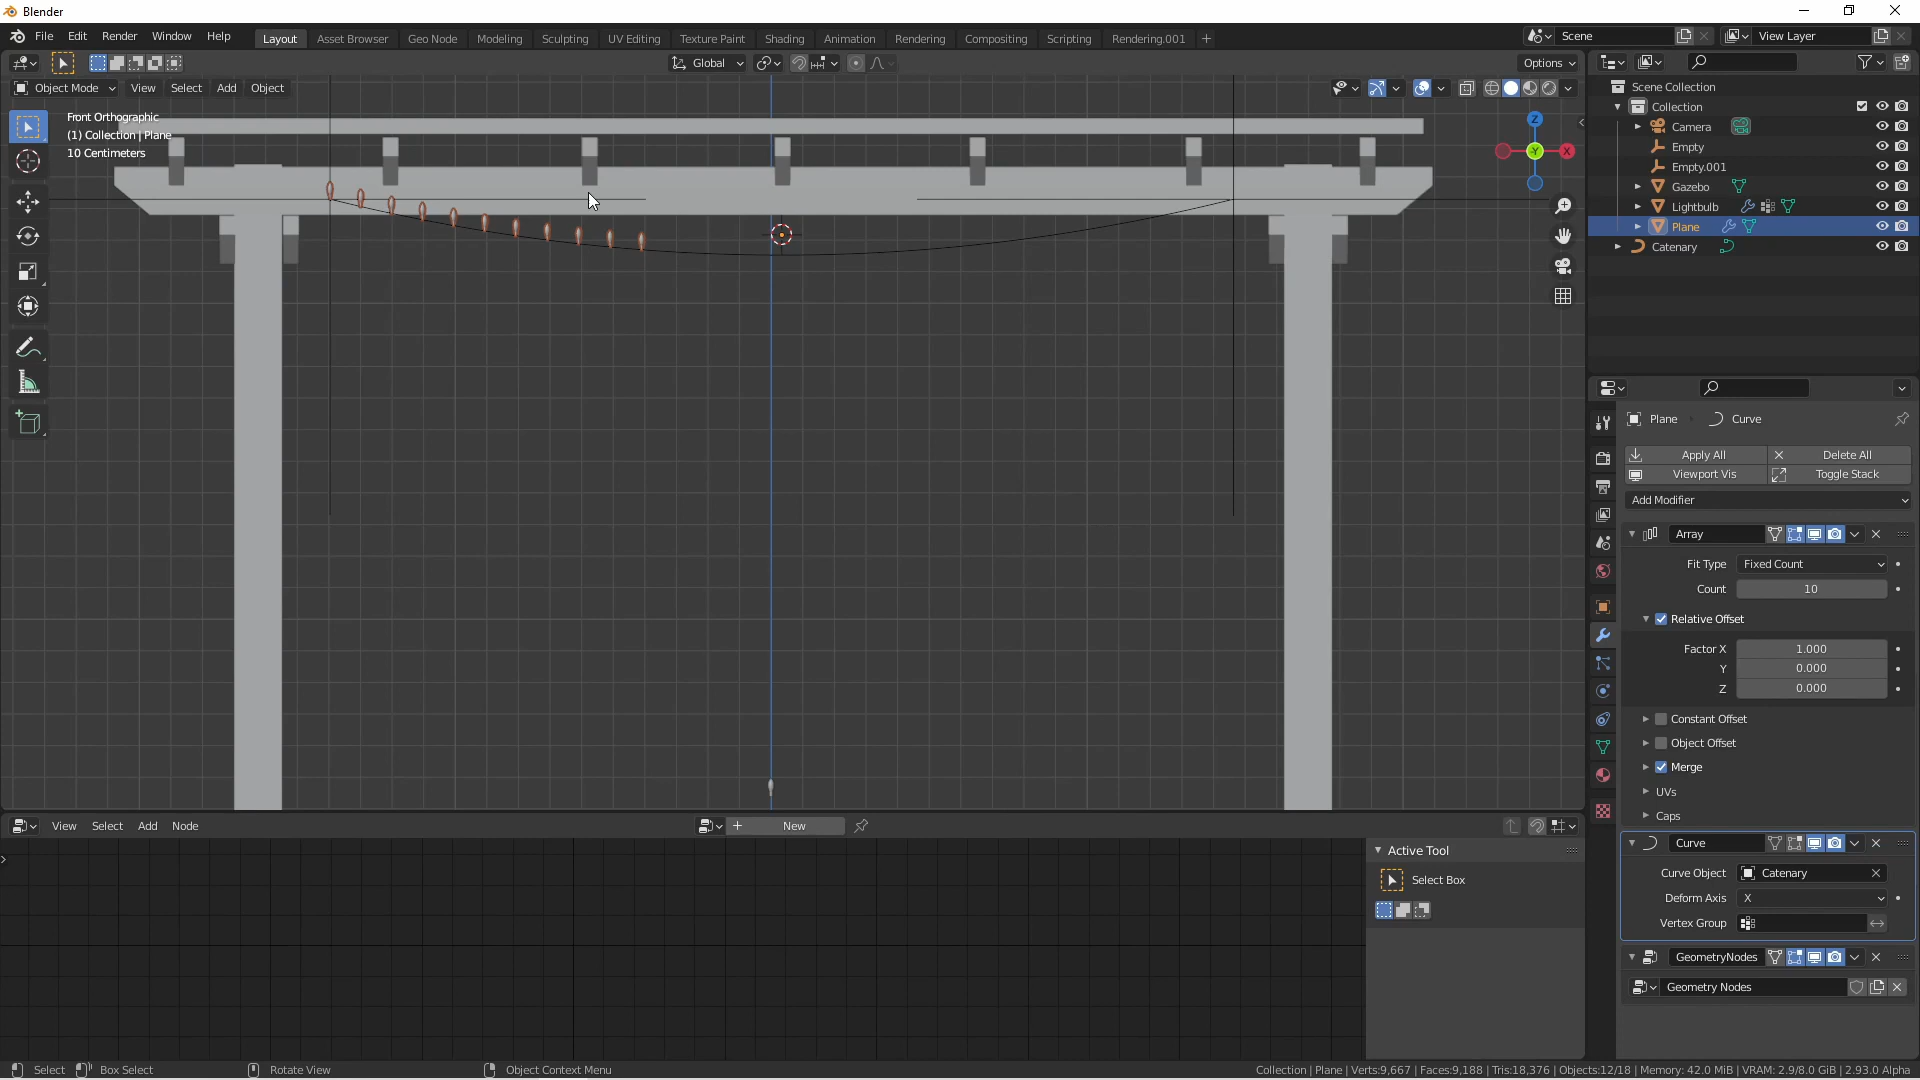 Blender
File Edit Render Window Help Layout Asset Browser Geo Node Modeling Sculpting UV Editing Texture Paint Shading Animation Rendering Compositing Scripting Rendering.001 + Scene View Layer
Global Options
Object Mode View Select Add Object
Front Orthographic
(1) Collection | Plane
10 Centimeters
Z
Y
X
Scene Collection
Collection
Camera
Empty
Empty.001
Gazebo
Lightbulb
Plane
Catenary
Plane Curve
Apply All Delete All
Viewport Vis Toggle Stack
Add Modifier
Array
Fit Type Fixed Count
Count 10
Relative Offset
Factor X 1.000
Y 0.000
Z 0.000
Constant Offset
Object Offset
Merge
UVs
Caps
Curve
Curve Object Catenary
Deform Axis X
Vertex Group
GeometryNodes
Geometry Nodes
View Select Add Node + New
Active Tool
Select Box
Select Box Select Rotate View Object Context Menu Collection | Plane | Verts:9,667 | Faces:9,188 | Tris:18,376 | Objects:12/18 | Memory: 42.0 MiB | VRAM: 2.9/8.0 GiB | 2.93.0 Alpha